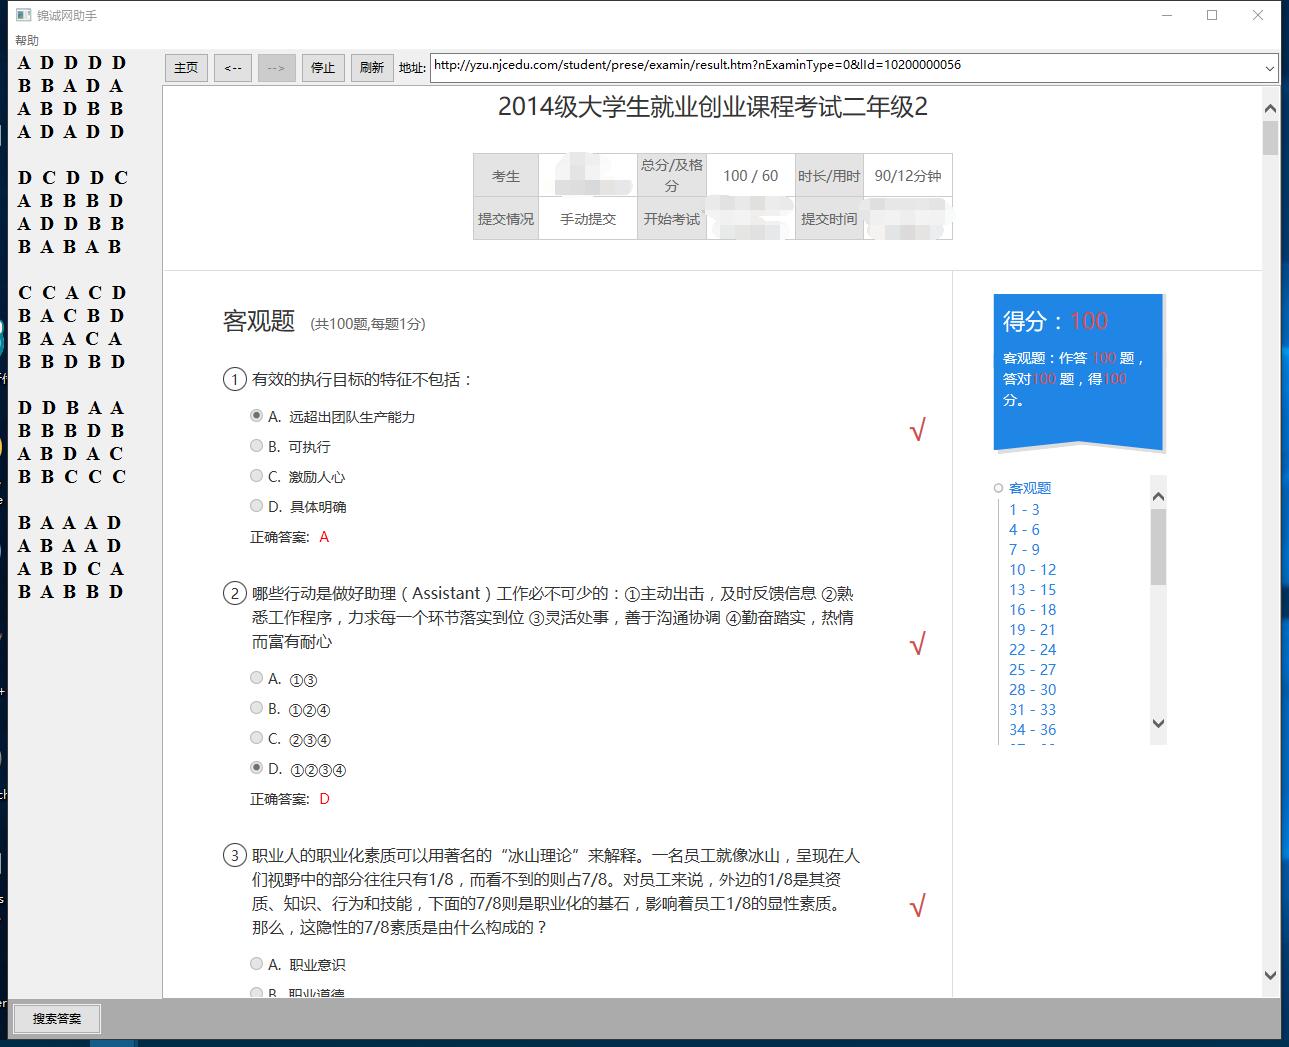 锦诚网助手
帮助
主页 <-- --> 停止 刷新 地址: http://yzu.njcedu.com/student/prese/examin/result.htm?nExaminType=0&lId=10200000056
A D D D D
B B A D A
A B D B B
A D A D D
D C D D C
A B B B D
A D D B B
B A B A B
C C A C D
B A C B D
B A A C A
B B D B D
D D B A A
B B B D B
A B D A C
B B C C C
B A A A D
A B A A D
A B D C A
B A B B D
搜索答案
2014级大学生就业创业课程考试二年级2
考生 总分/及格分 100 / 60 时长/用时 90/12分钟
提交情况 手动提交 开始考试 提交时间
客观题 (共100题,每题1分)
1 有效的执行目标的特征不包括：
A. 远超出团队生产能力
B. 可执行
C. 激励人心
D. 具体明确
正确答案: A
√
2 哪些行动是做好助理（Assistant）工作必不可少的：①主动出击，及时反馈信息 ②熟
悉工作程序，力求每一个环节落实到位 ③灵活处事，善于沟通协调 ④勤奋踏实，热情
而富有耐心
A. ①③
B. ①②④
C. ②③④
D. ①②③④
正确答案: D
√
3 职业人的职业化素质可以用著名的“冰山理论”来解释。一名员工就像冰山，呈现在人
们视野中的部分往往只有1/8，而看不到的则占7/8。对员工来说，外边的1/8是其资
质、知识、行为和技能，下面的7/8则是职业化的基石，影响着员工1/8的显性素质。
那么，这隐性的7/8素质是由什么构成的？
A. 职业意识
B. 职业道德
√
得分：100
客观题：作答 100 题，
答对100 题，得100
分。
客观题
1 - 3
4 - 6
7 - 9
10 - 12
13 - 15
16 - 18
19 - 21
22 - 24
25 - 27
28 - 30
31 - 33
34 - 36